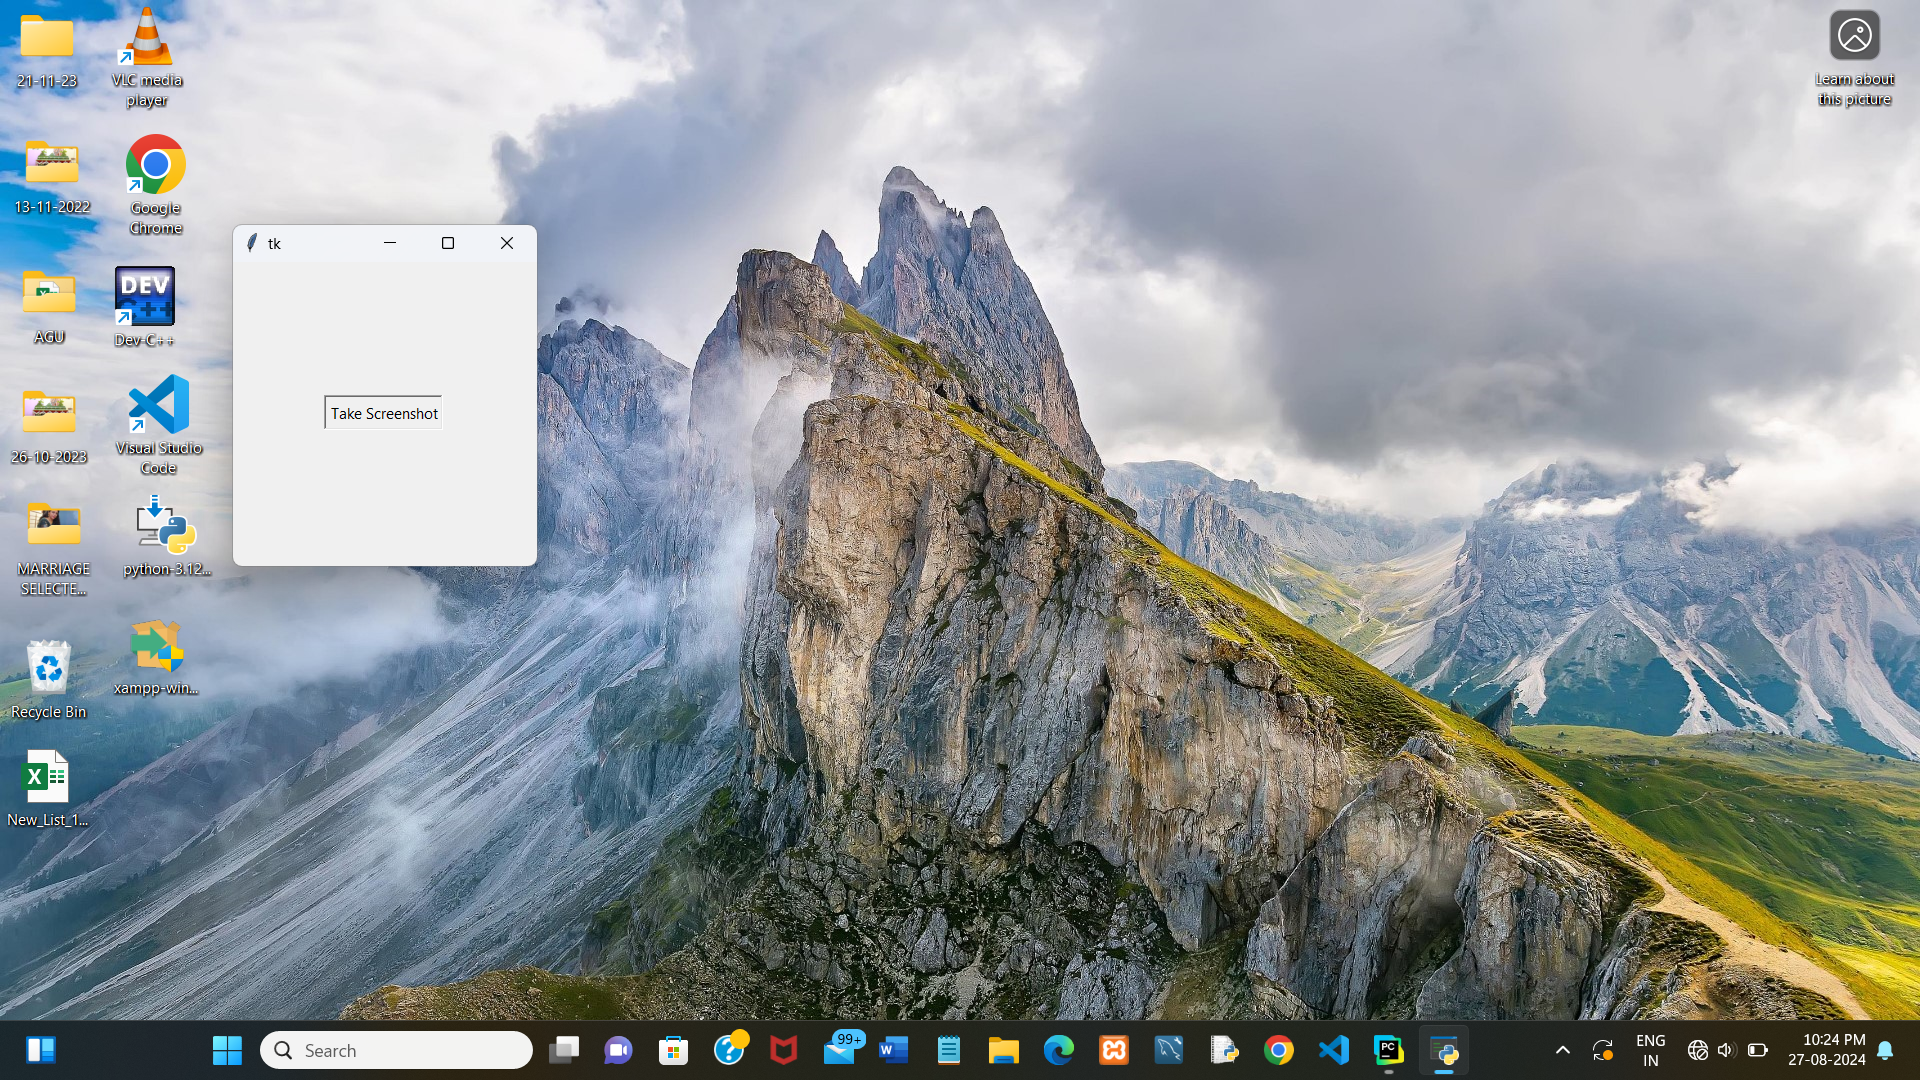 21-11-23
VLC media
player
Learn about
this picture
13-11-2022
Google
Chrome
tk
AGU
DEV
C++
Dev-C++
Take Screenshot
26-10-2023
Visual Studio
Code
MARRIAGE
SELECTE...
python-3.12...
Recycle Bin
xampp-win...
X
New_List_1...
Search
99+
W
PC
ENG
IN
10:24 PM
27-08-2024